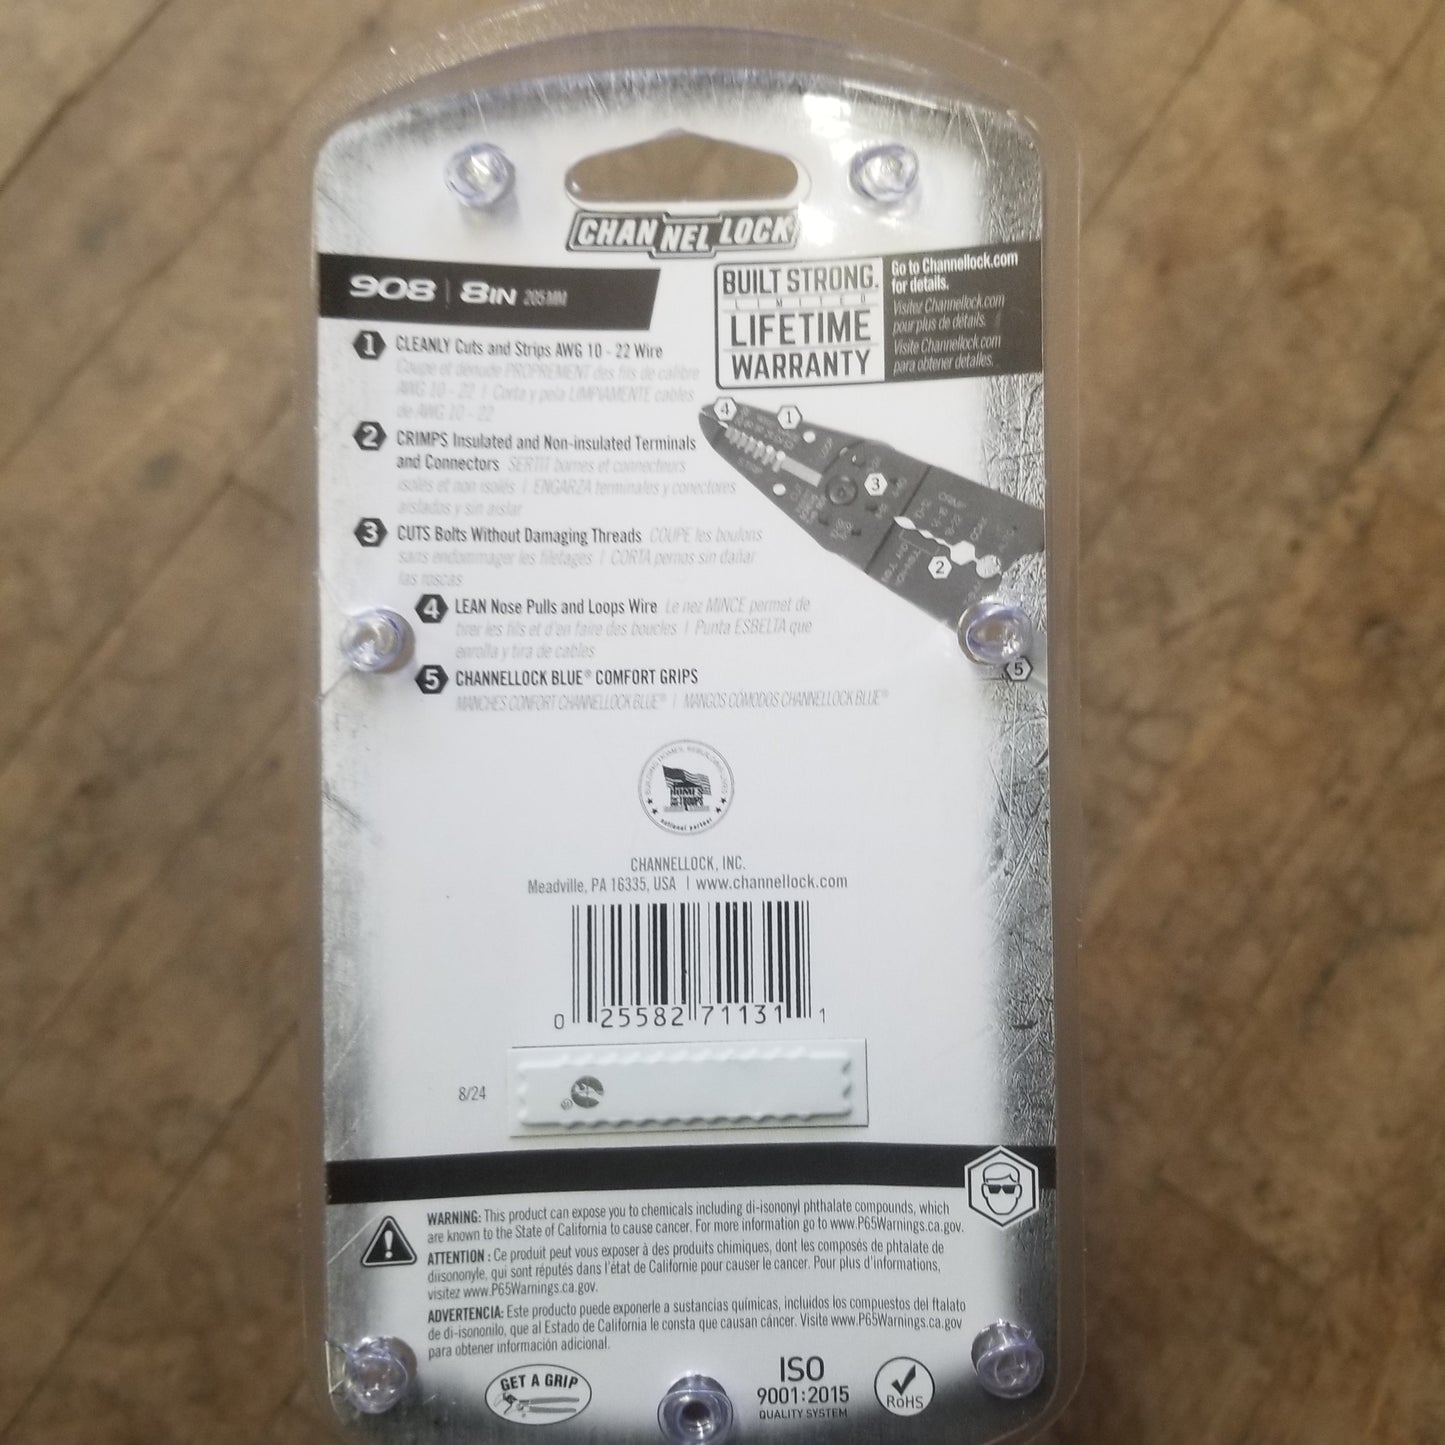 CHANNELLOCK
908 | 8IN 205MM
BUILT STRONG.
LIMITED
LIFETIME
WARRANTY
Go to Channellock.com
for details.
Visitez Channellock.com
pour plus de détails.
Visite Channellock.com
para obtener detalles.
1 CLEANLY Cuts and Strips AWG 10 - 22 Wire
Coupe et dénude PROPREMENT des fils de calibre
AWG 10 - 22 | Corta y pela LIMPIAMENTE cables
de AWG 10 - 22
2 CRIMPS Insulated and Non-insulated Terminals
and Connectors SERTIT bornes et connecteurs
isolés et non isolés | ENGARZA terminales y conectores
aislados y sin aislar
3 CUTS Bolts Without Damaging Threads COUPE les boulons
sans endommager les filetages | CORTA pernos sin dañar
las roscas
4 LEAN Nose Pulls and Loops Wire Le nez MINCE permet de
tirer les fils et d'en faire des boucles | Punta ESBELTA que
enrolla y tira de cables
5 CHANNELLOCK BLUE® COMFORT GRIPS
MANCHES CONFORT CHANNELLOCK BLUE® | MANGOS CÓMODOS CHANNELLOCK BLUE®
4
1
3
2
5
HOMES
FOR TROOPS
national partner
CHANNELLOCK, INC.
Meadville, PA 16335, USA | www.channellock.com
0 25582 71131 1
8/24
WARNING: This product can expose you to chemicals including di-isononyl phthalate compounds, which
are known to the State of California to cause cancer. For more information go to www.P65Warnings.ca.gov.
ATTENTION : Ce produit peut vous exposer à des produits chimiques, dont les composés de phtalate de
diisononyle, qui sont réputés dans l'état de Californie pour causer le cancer. Pour plus d'informations,
visitez www.P65Warnings.ca.gov.
ADVERTENCIA: Este producto puede exponerle a sustancias químicas, incluidos los compuestos del ftalato
de di-isononilo, que al Estado de California le consta que causan cáncer. Visite www.P65Warnings.ca.gov
para obtener información adicional.
GET A GRIP
ISO
9001:2015
QUALITY SYSTEM
RoHS